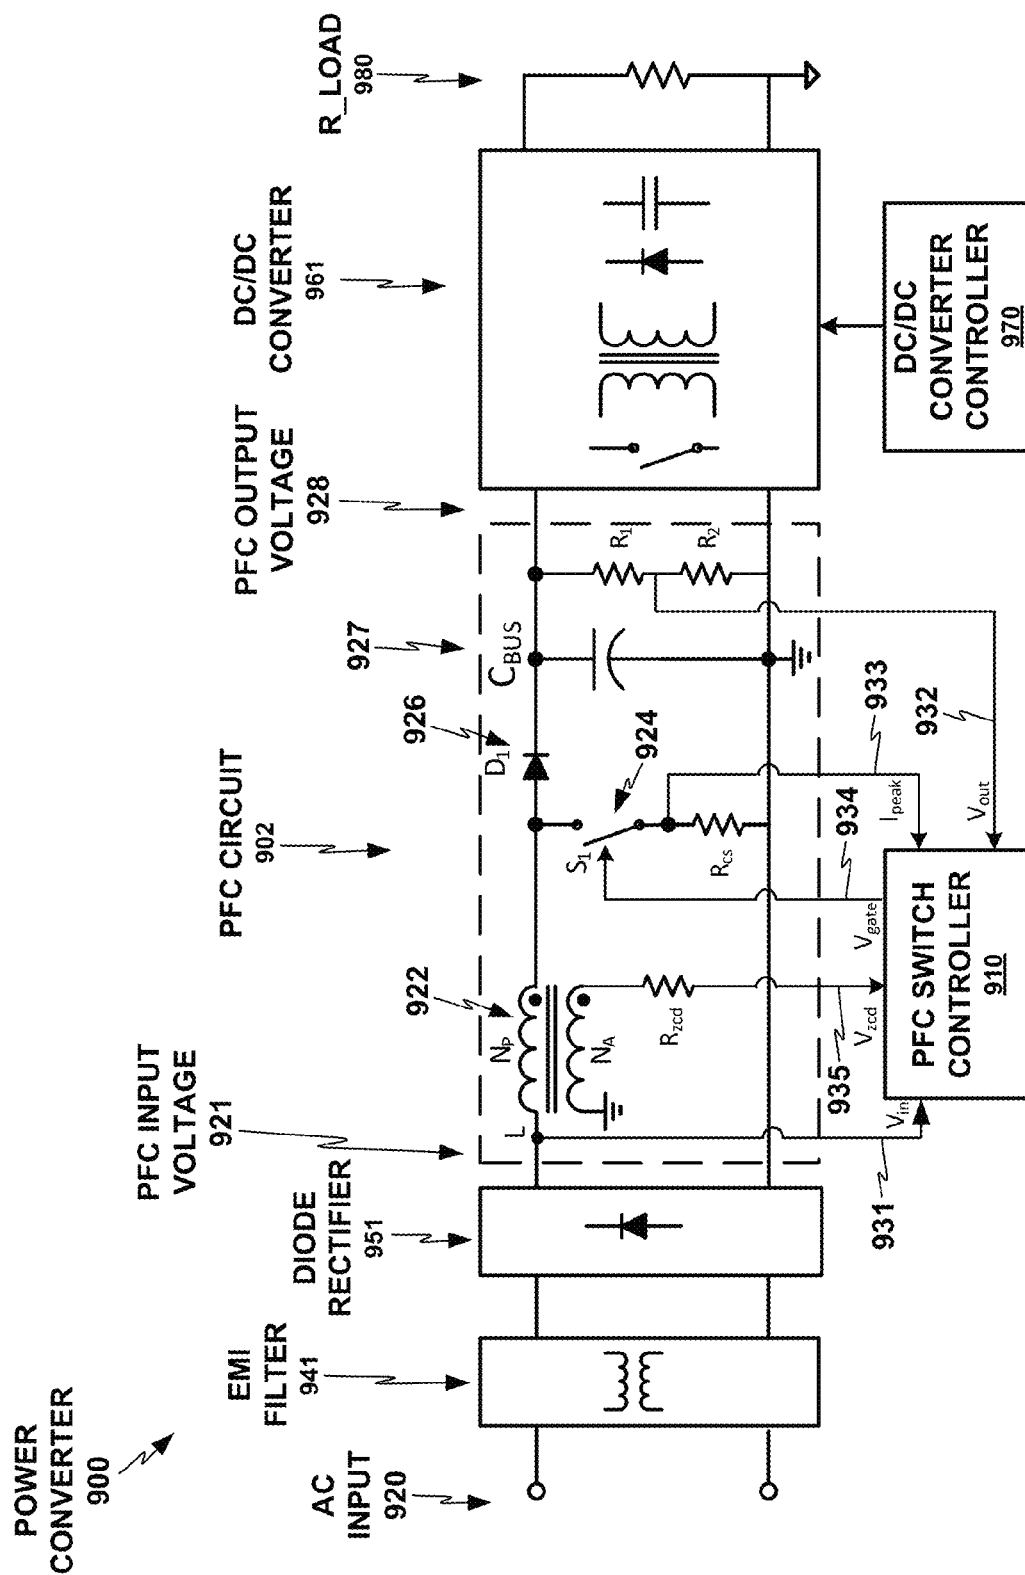 POWER
CONVERTER
900
AC
INPUT
920
EMI
FILTER
941
DIODE
RECTIFIER
951
PFC INPUT
VOLTAGE
921
PFC CIRCUIT
902
PFC OUTPUT
VOLTAGE
928
DC/DC
CONVERTER
961
R_LOAD
980
L
N_P
N_A
922
R_zcd
S_1
924
R_cs
D_1
926
C_BUS
927
R_1
R_2
931
V_in
935
V_zcd
934
V_gate
933
I_peak
932
V_out
PFC SWITCH
CONTROLLER
910
DC/DC
CONVERTER
CONTROLLER
970